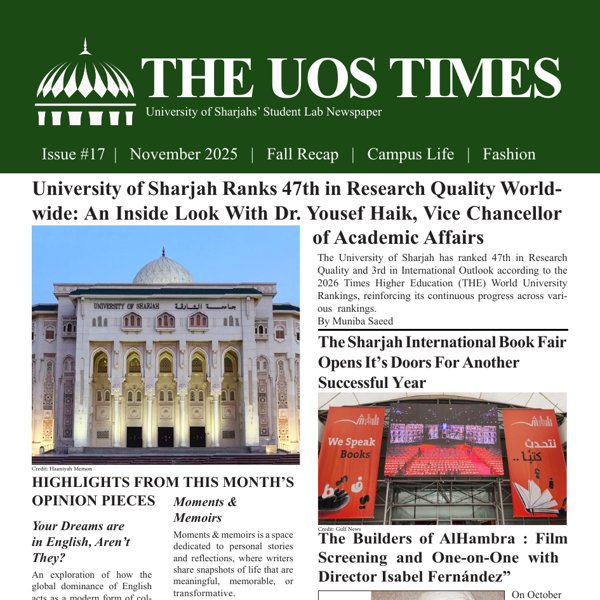 THE UOS TIMES
University of Sharjahs’ Student Lab Newspaper
Issue #17 | November 2025 | Fall Recap | Campus Life | Fashion
University of Sharjah Ranks 47th in Research Quality World-
wide: An Inside Look With Dr. Yousef Haik, Vice Chancellor
of Academic Affairs
The University of Sharjah has ranked 47th in Research
Quality and 3rd in International Outlook according to the
2026 Times Higher Education (THE) World University
Rankings, reinforcing its continuous progress across vari-
ous rankings.
By Muniba Saeed
UNIVERSITY OF SHARJAH جامعة الشارقة
Credit: Haaniyah Memon
The Sharjah International Book Fair
Opens It’s Doors For Another
Successful Year
We Speak
Books
نتحدث
كتبًا..
Credit: Gulf News
HIGHLIGHTS FROM THIS MONTH’S
OPINION PIECES
Your Dreams are
in English, Aren’t
They?
An exploration of how the
global dominance of English
acts as a modern form of col-
Moments &
Memoirs
Moments & memoirs is a space
dedicated to personal stories
and reflections, where writers
share snapshots of life that are
meaningful, memorable, or
transformative.
The Builders of AlHambra : Film
Screening and One-on-One with
Director Isabel Fernández”
On October